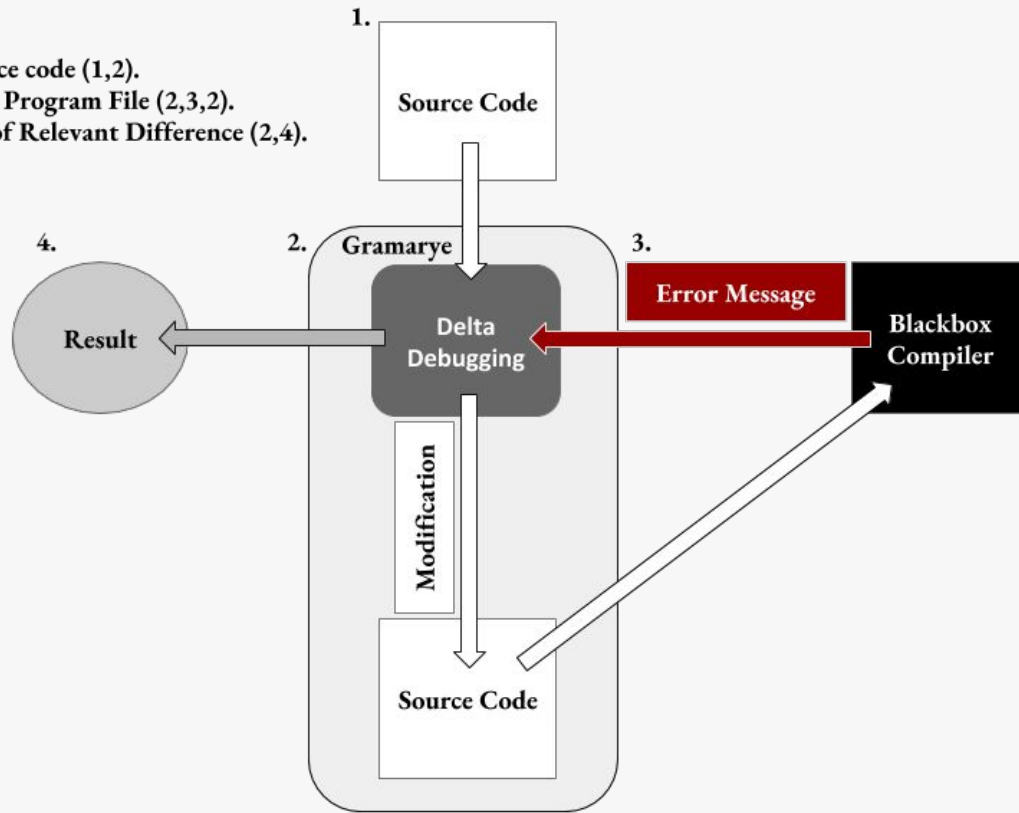 1.
ce code (1,2).
Program File (2,3,2).
of Relevant Difference (2,4).
Source Code
4.
2.
Gramarye
3.
Error Message
Result
Delta
Debugging
Blackbox
Compiler
Modification
Source Code